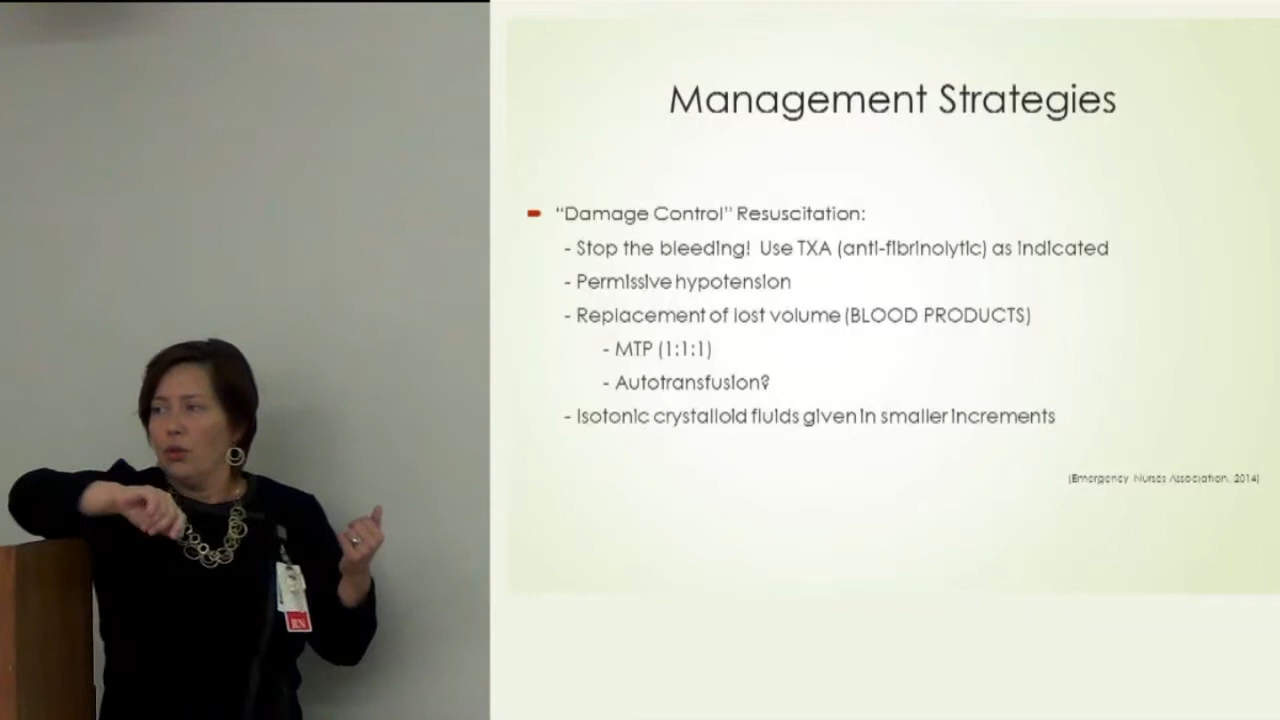 Management Strategies
"Damage Control" Resuscitation:
- Stop the bleeding! Use TXA (anti-fibrinolytic) as indicated
- Permissive hypotension
- Replacement of lost volume (BLOOD PRODUCTS)
- MTP (1:1:1)
- Autotransfusion?
- Isotonic crystalloid fluids given in smaller increments
(Emergency Nurses Association, 2014)
RN